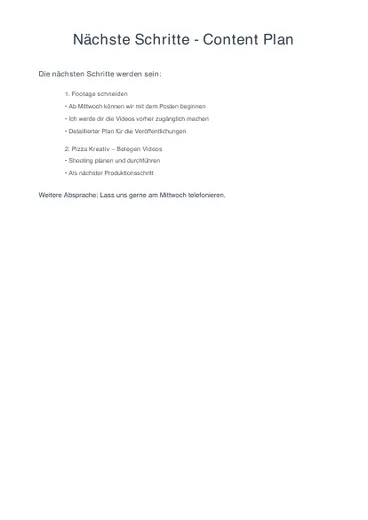 Nächste Schritte - Content Plan
Die nächsten Schritte werden sein:
1. Footage schneiden
• Ab Mittwoch können wir mit dem Posten beginnen
• Ich werde dir die Videos vorher zugänglich machen
• Detaillierter Plan für die Veröffentlichungen
2. Pizza Kreativ – Belegen Videos
• Shooting planen und durchführen
• Als nächster Produktionsschritt
Weitere Absprache: Lass uns gerne am Mittwoch telefonieren.